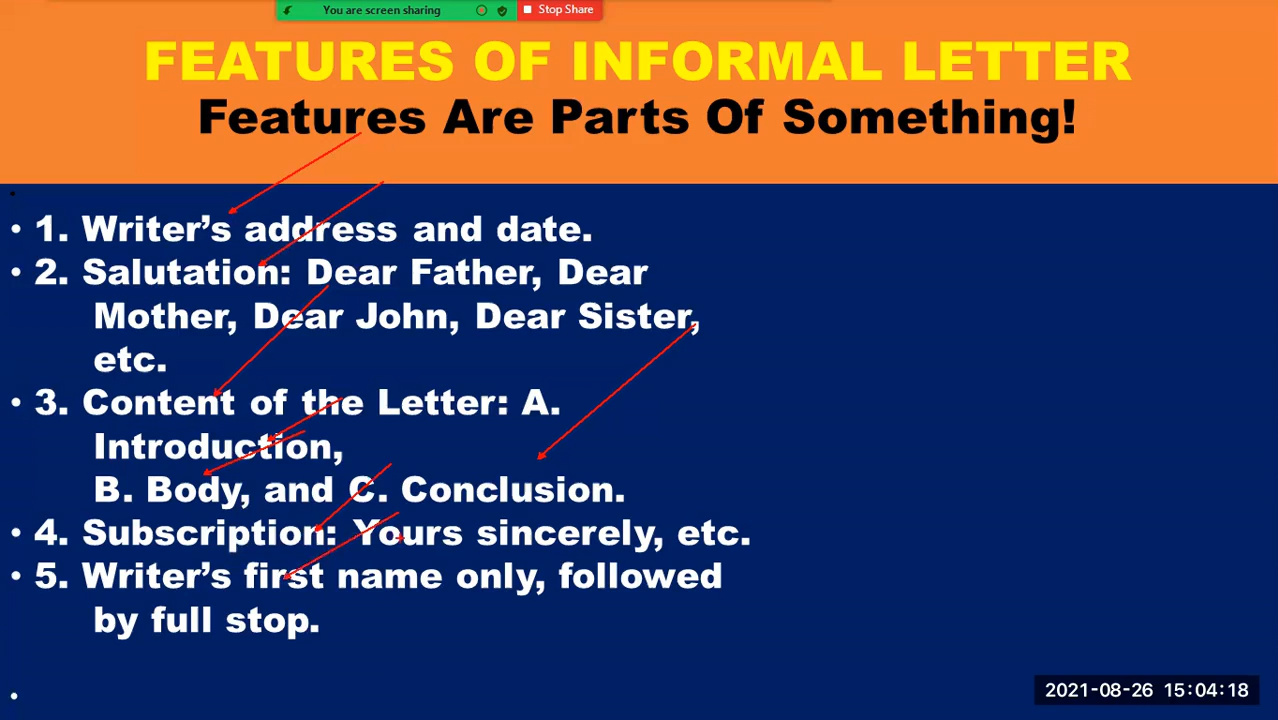 You are screen sharing
Stop Share
FEATURES OF INFORMAL LETTER
Features Are Parts Of Something!
• 1. Writer’s address and date.
• 2. Salutation: Dear Father, Dear
Mother, Dear John, Dear Sister,
etc.
• 3. Content of the Letter: A.
Introduction,
B. Body, and C. Conclusion.
• 4. Subscription: Yours sincerely, etc.
• 5. Writer’s first name only, followed
by full stop.
2021-08-26 15:04:18